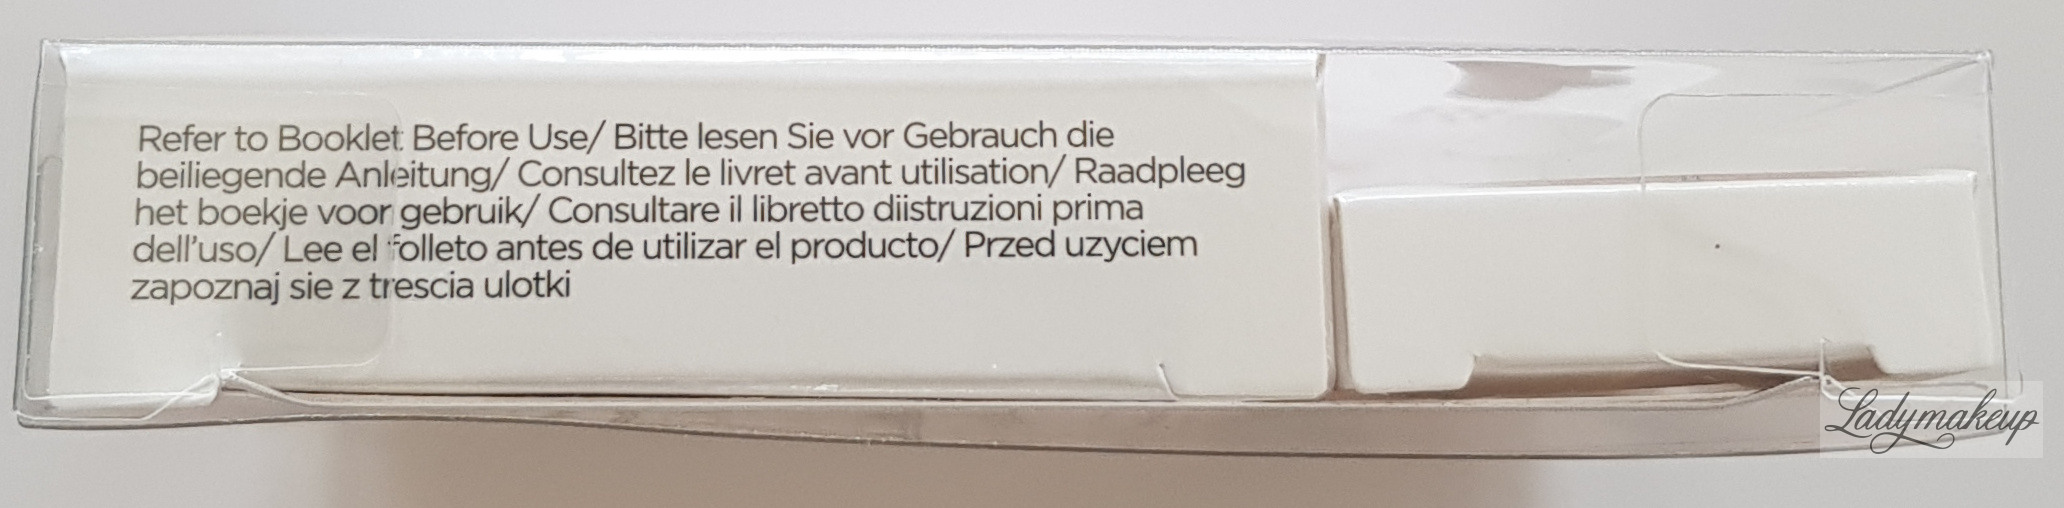 Refer to Booklet Before Use/ Bitte lesen Sie vor Gebrauch die
beiliegende Anleitung/ Consultez le livret avant utilisation/ Raadpleeg
het boekje voor gebruik/ Consultare il libretto diistruzioni prima
dell'uso/ Lee el folleto antes de utilizar el producto/ Przed uzyciem
zapoznaj sie z trescia ulotki
Ladymakeup